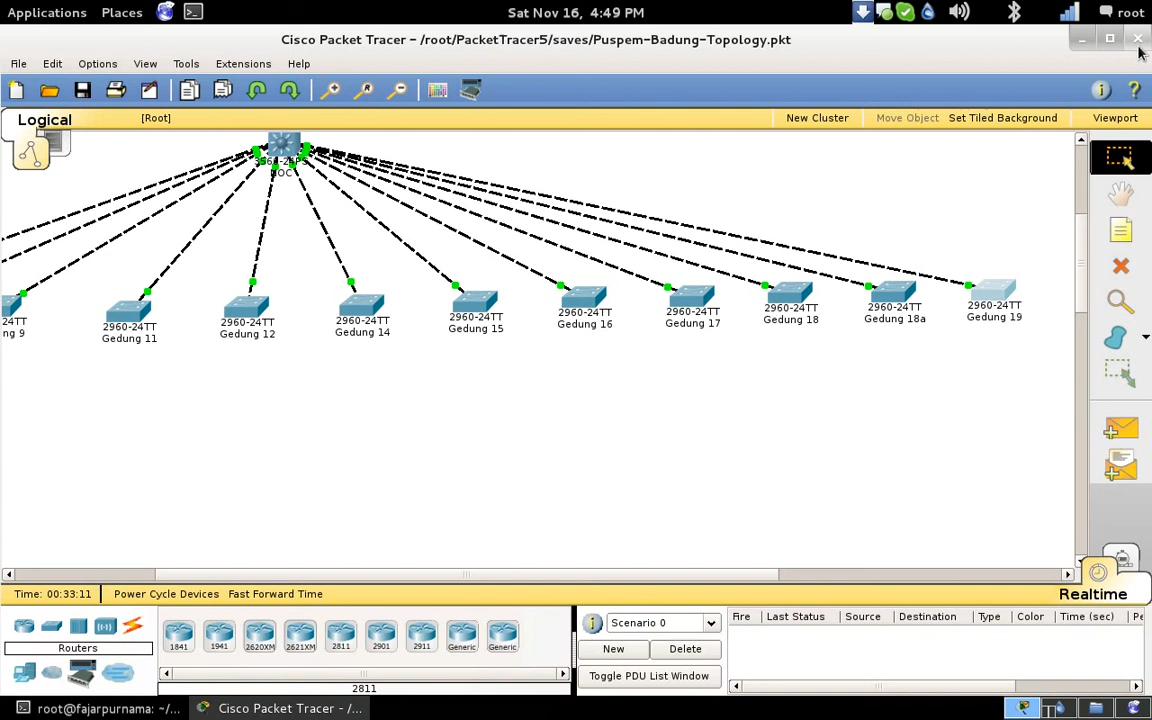 Applications Places Sat Nov 16, 4:49 PM root
Cisco Packet Tracer – /root/PacketTracer5/saves/Puspem-Badung-Topology.pkt
File Edit Options View Tools Extensions Help
Logical [Root] New Cluster Move Object Set Tiled Background Viewport
24TT
ng 9
2960-24TT
Gedung 11
2960-24TT
Gedung 12
2960-24TT
Gedung 14
2960-24TT
Gedung 15
2960-24TT
Gedung 16
2960-24TT
Gedung 17
2960-24TT
Gedung 18
2960-24TT
Gedung 18a
2960-24TT
Gedung 19
Time: 00:33:11 Power Cycle Devices Fast Forward Time Realtime
Routers
1841 1941 2620XM 2621XM 2811 2901 2911 Generic Generic
2811
Scenario 0
New Delete
Toggle PDU List Window
Fire Last Status Source Destination Type Color Time (sec) Pe
root@fajarpurnama: ~/... Cisco Packet Tracer - /...